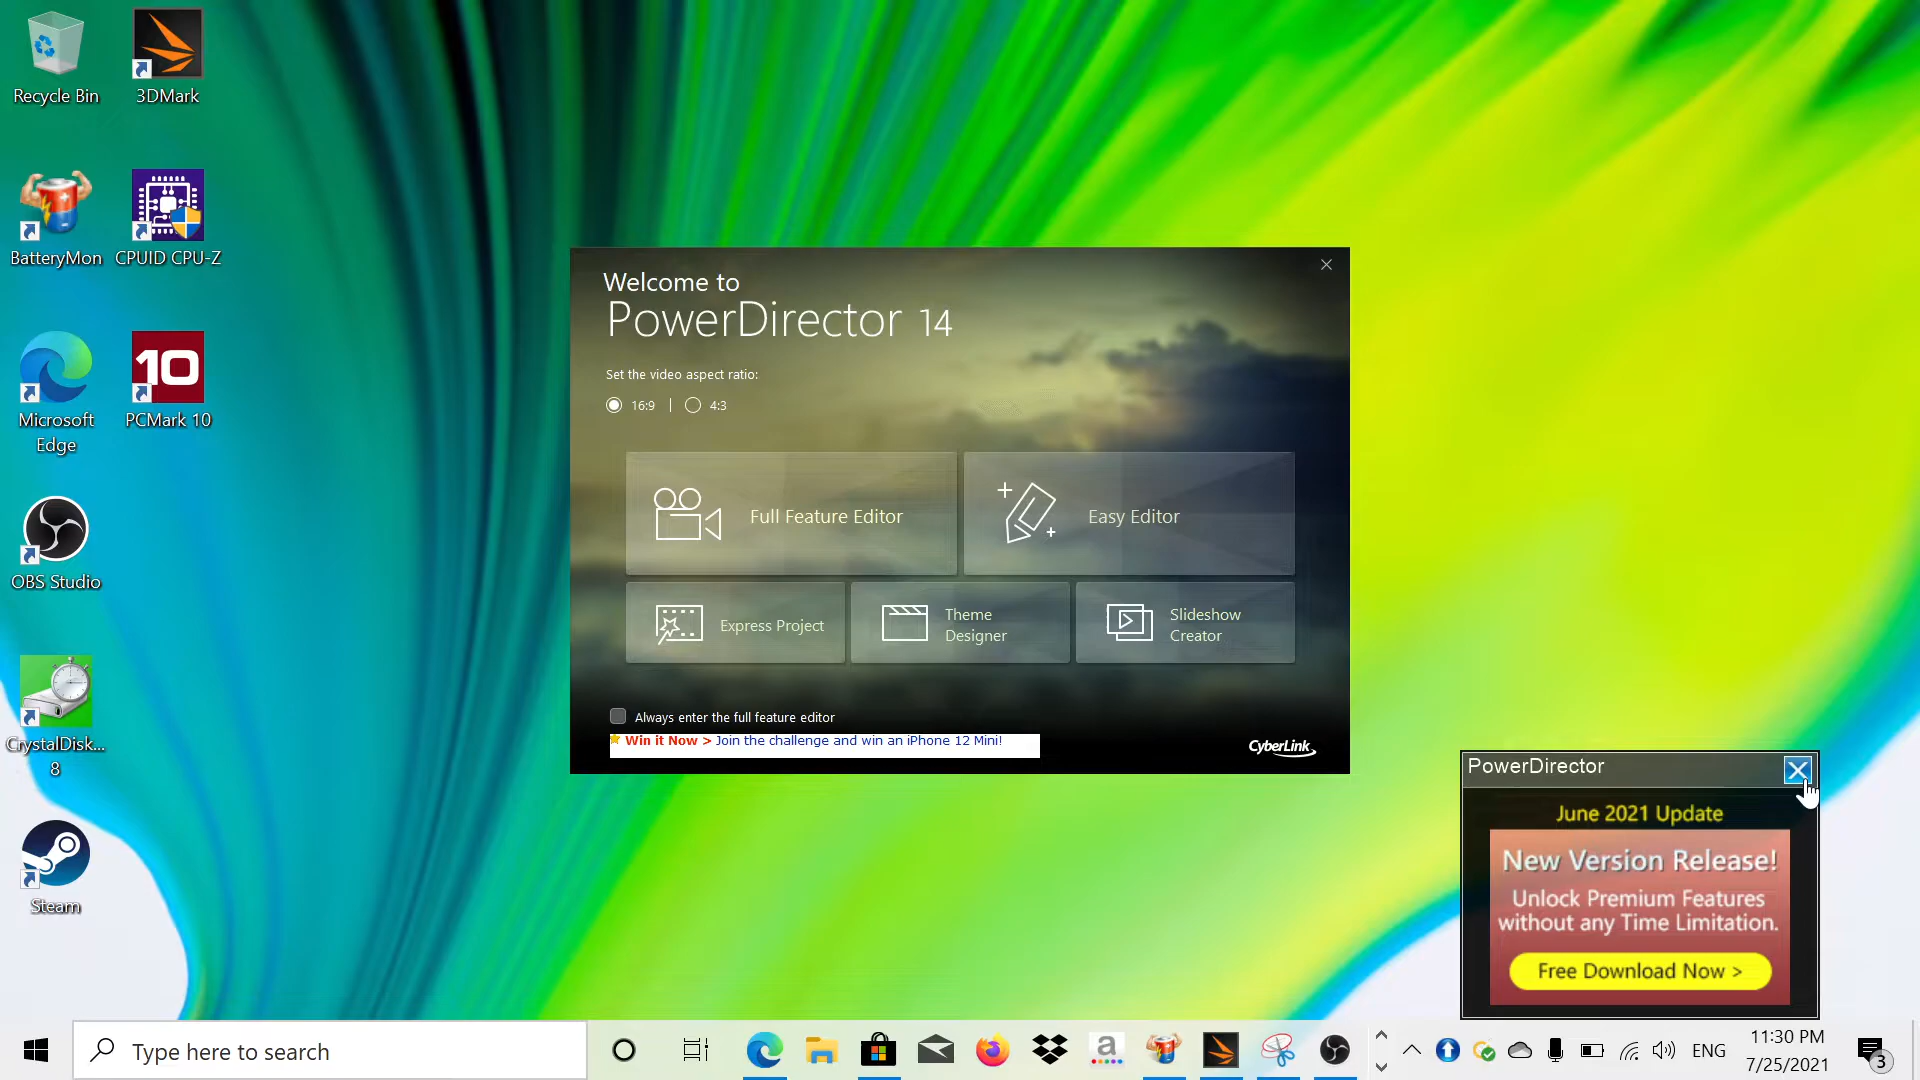 Recycle Bin
3DMark
BatteryMon
CPUID CPU-Z
Microsoft
Edge
10
PCMark 10
OBS Studio
CrystalDisk...
8
Steam
Welcome to
PowerDirector 14
Set the video aspect ratio:
16:9 | 4:3
Full Feature Editor
Easy Editor
Express Project
Theme
Designer
Slideshow
Creator
Always enter the full feature editor
Win it Now > Join the challenge and win an iPhone 12 Mini!
CyberLink
PowerDirector
June 2021 Update
New Version Release!
Unlock Premium Features
without any Time Limitation.
Free Download Now >
Type here to search
a
ENG
11:30 PM
7/25/2021
3